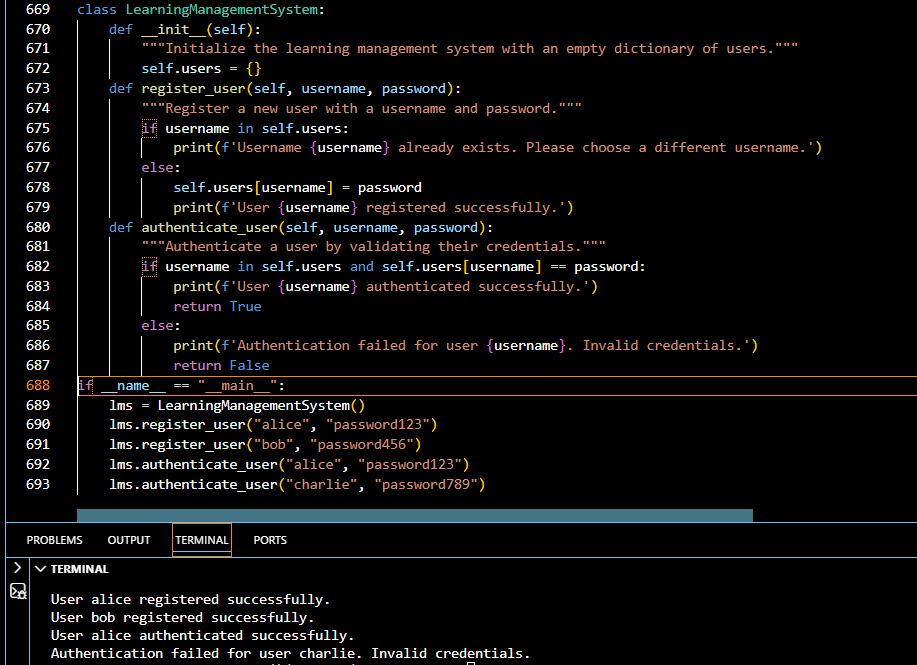 669 class LearningManagementSystem:
670     def __init__(self):
671         """Initialize the learning management system with an empty dictionary of users."""
672         self.users = {}
673     def register_user(self, username, password):
674         """Register a new user with a username and password."""
675         if username in self.users:
676             print(f'Username {username} already exists. Please choose a different username.')
677         else:
678             self.users[username] = password
679             print(f'User {username} registered successfully.')
680     def authenticate_user(self, username, password):
681         """Authenticate a user by validating their credentials."""
682         if username in self.users and self.users[username] == password:
683             print(f'User {username} authenticated successfully.')
684             return True
685         else:
686             print(f'Authentication failed for user {username}. Invalid credentials.')
687             return False
688 if __name__ == "__main__":
689     lms = LearningManagementSystem()
690     lms.register_user("alice", "password123")
691     lms.register_user("bob", "password456")
692     lms.authenticate_user("alice", "password123")
693     lms.authenticate_user("charlie", "password789")
PROBLEMS OUTPUT TERMINAL PORTS
TERMINAL
User alice registered successfully.
User bob registered successfully.
User alice authenticated successfully.
Authentication failed for user charlie. Invalid credentials.